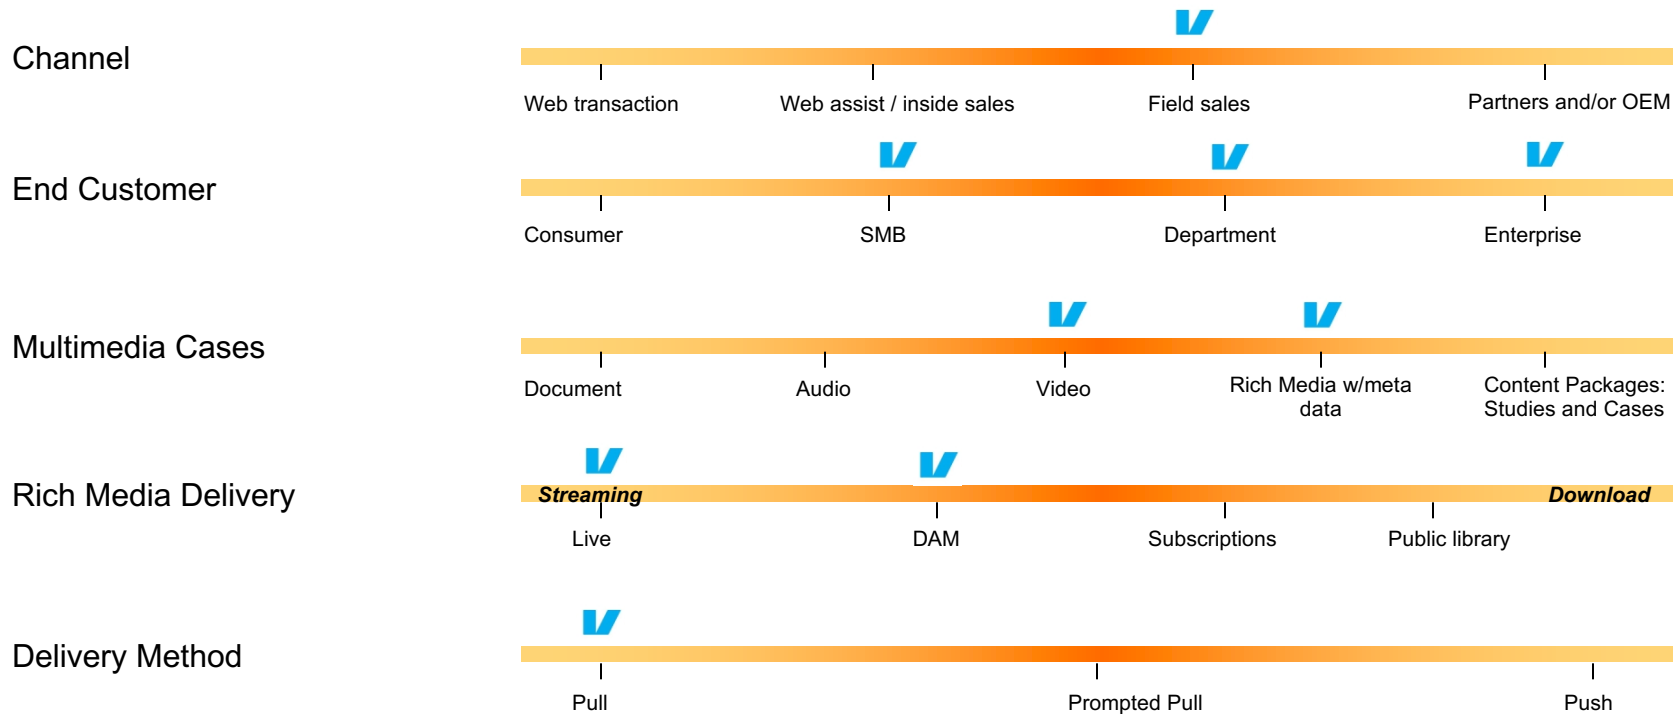 Channel
Web transaction
Web assist / inside sales
Field sales
Partners and/or OEM
End Customer
Consumer
SMB
Department
Enterprise
Multimedia Cases
Document
Audio
Video
Rich Media w/meta
data
Content Packages:
Studies and Cases
Rich Media Delivery
Streaming
Download
Live
DAM
Subscriptions
Public library
Delivery Method
Pull
Prompted Pull
Push